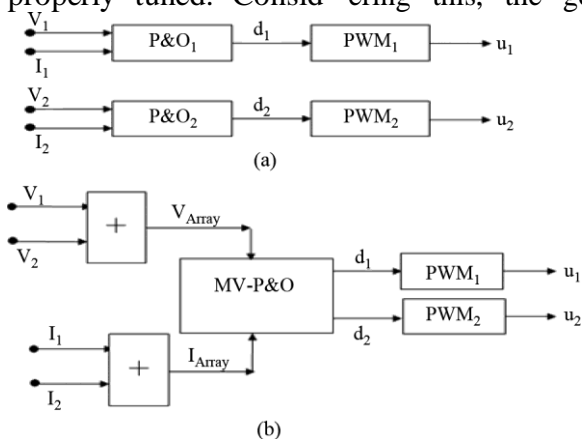 properly tuned. Consid ering this, the g
V1 P&O1 d1 PWM1 u1
I1
V2 P&O2 d2 PWM2 u2
I2
(a)
V1
V2
+
VArray
MV-P&O
d1 PWM1 u1
d2 PWM2 u2
I1
I2
+
IArray
(b)